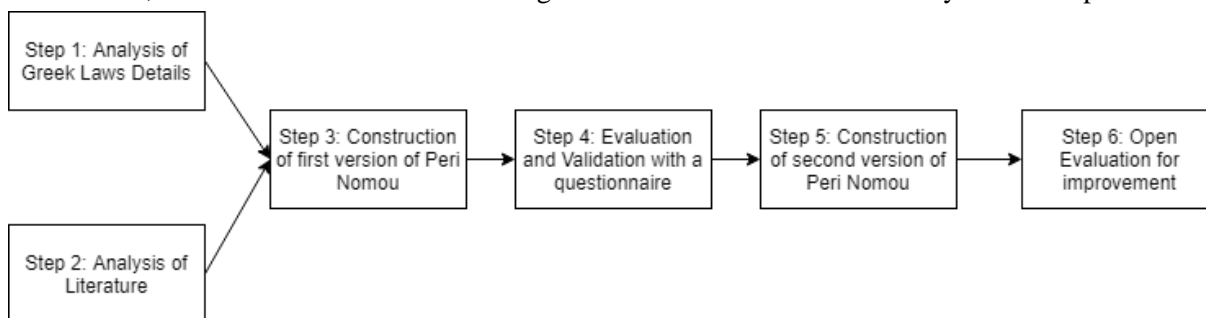 Step 1: Analysis of
Greek Laws Details
Step 2: Analysis of
Literature
Step 3: Construction
of first version of Peri
Nomou
Step 4: Evaluation
and Validation with a
questionnaire
Step 5: Construction
of second version of
Peri Nomou
Step 6: Open
Evaluation for
improvement